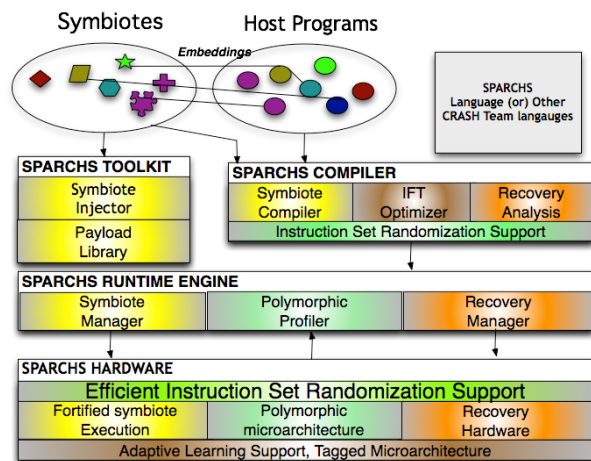 Symbiotes
Host Programs
Embeddings
SPARCHS
Language (or) Other
CRASH Team langauges
SPARCHS TOOLKIT
Symbiote
Injector
Payload
Library
SPARCHS COMPILER
Symbiote
Compiler
IFT
Optimizer
Recovery
Analysis
Instruction Set Randomization Support
SPARCHS RUNTIME ENGINE
Symbiote
Manager
Polymorphic
Profiler
Recovery
Manager
SPARCHS HARDWARE
Efficient Instruction Set Randomization Support
Fortified symbiote
Execution
Polymorphic
microarchitecture
Recovery
Hardware
Adaptive Learning Support, Tagged Microarchitecture